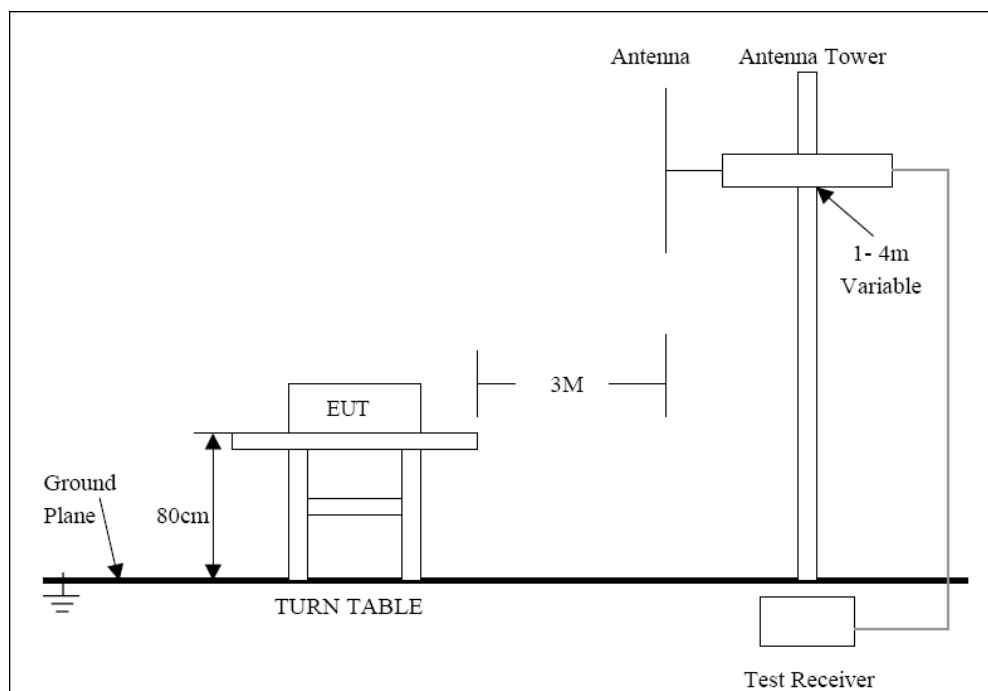 Antenna
Antenna Tower
1- 4m
Variable
3M
EUT
Ground
Plane
80cm
TURN TABLE
Test Receiver